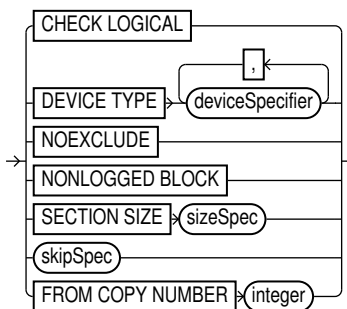 CHECK LOGICAL
,
DEVICE TYPE deviceSpecifier
NOEXCLUDE
NONLOGGED BLOCK
SECTION SIZE sizeSpec
skipSpec
FROM COPY NUMBER integer